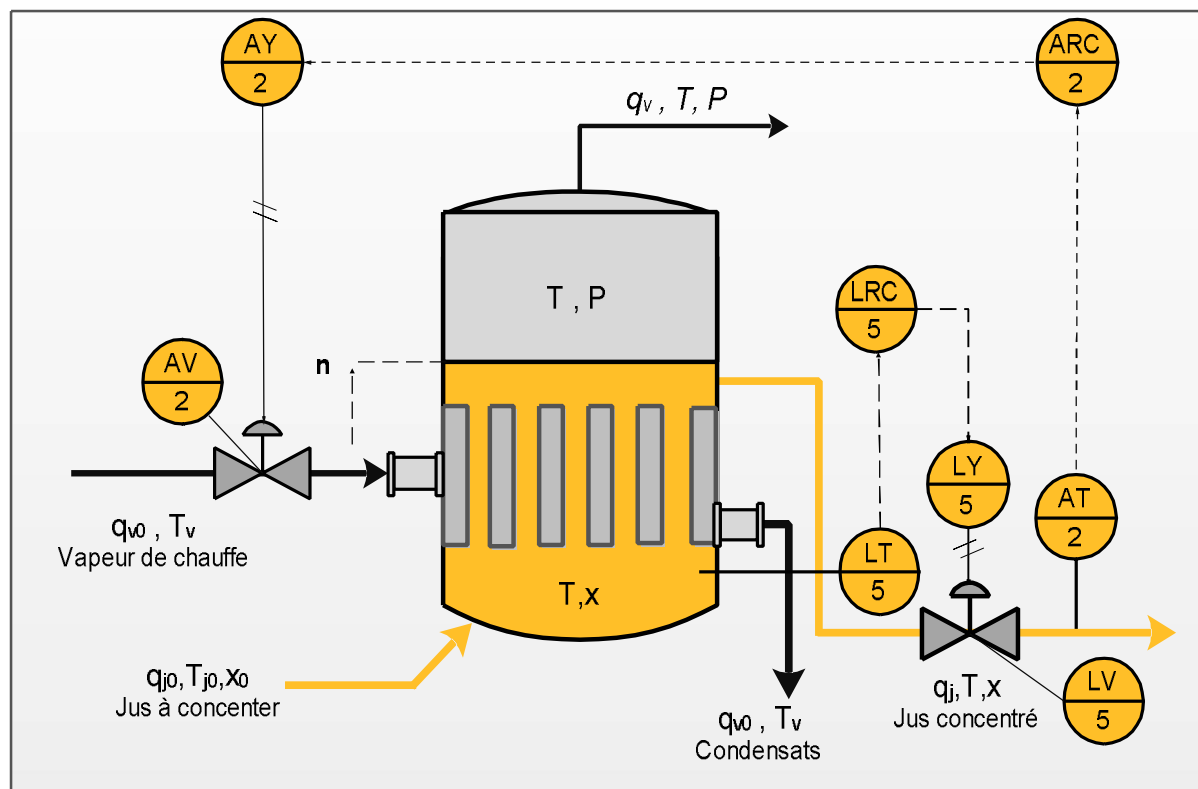 AY
2
ARC
2
qv , T, P
T , P
LRC
5
n
AV
2
LY
5
AT
2
qv0 , Tv
Vapeur de chauffe
LT
5
T,x
qj0,Tj0,x0
Jus à concenter
qj,T,x
Jus concentré
LV
5
qv0 , Tv
Condensats